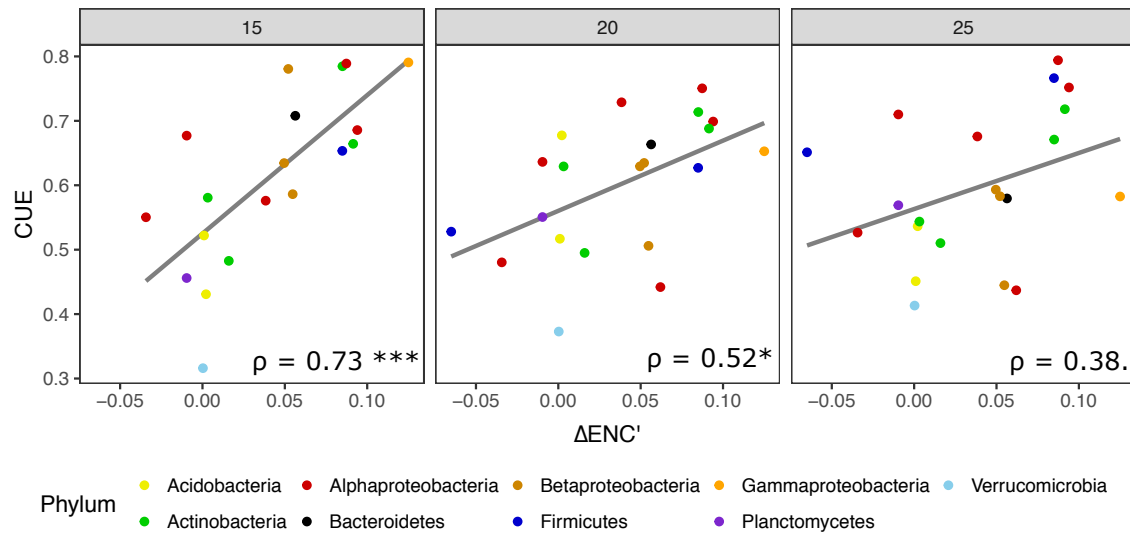 15 20 25
CUE
0.8
0.7
0.6
0.5
0.4
0.3
ρ = 0.73 *** ρ = 0.52* ρ = 0.38.
−0.05 0.00 0.05 0.10 −0.05 0.00 0.05 0.10 −0.05 0.00 0.05 0.10
ΔENC'
Phylum
Acidobacteria Alphaproteobacteria Betaproteobacteria Gammaproteobacteria Verrucomicrobia
Actinobacteria Bacteroidetes Firmicutes Planctomycetes